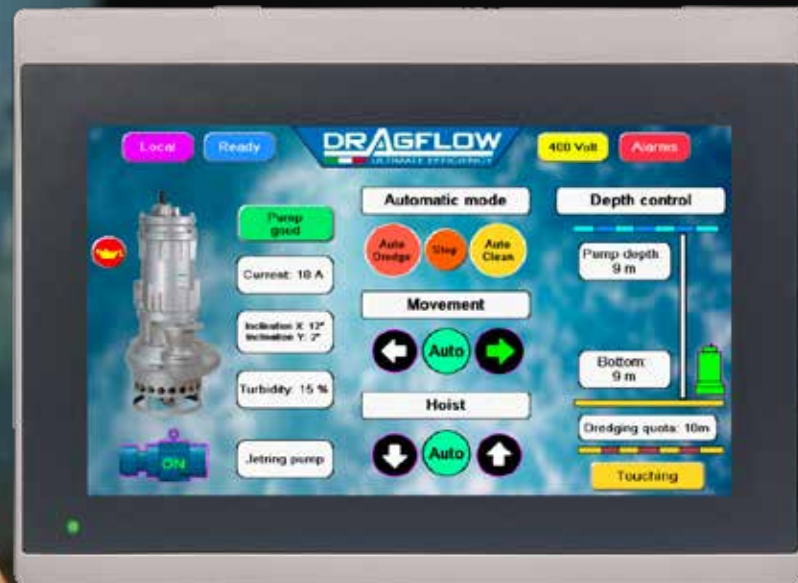 Local
Ready
DRAGFLOW
ULTIMATE EFFICIENCY
400 Volt
Alarms
Pump
good
Current: 18 A
Inclination X: 12°
Inclination Y: 2°
Turbidity: 15 %
ON
Jetring pump
Automatic mode
Auto
Dredge
Stop
Auto
Clean
Movement
Auto
Hoist
Auto
Depth control
Pump depth:
9 m
Bottom:
9 m
Dredging quota: 10m
Touching